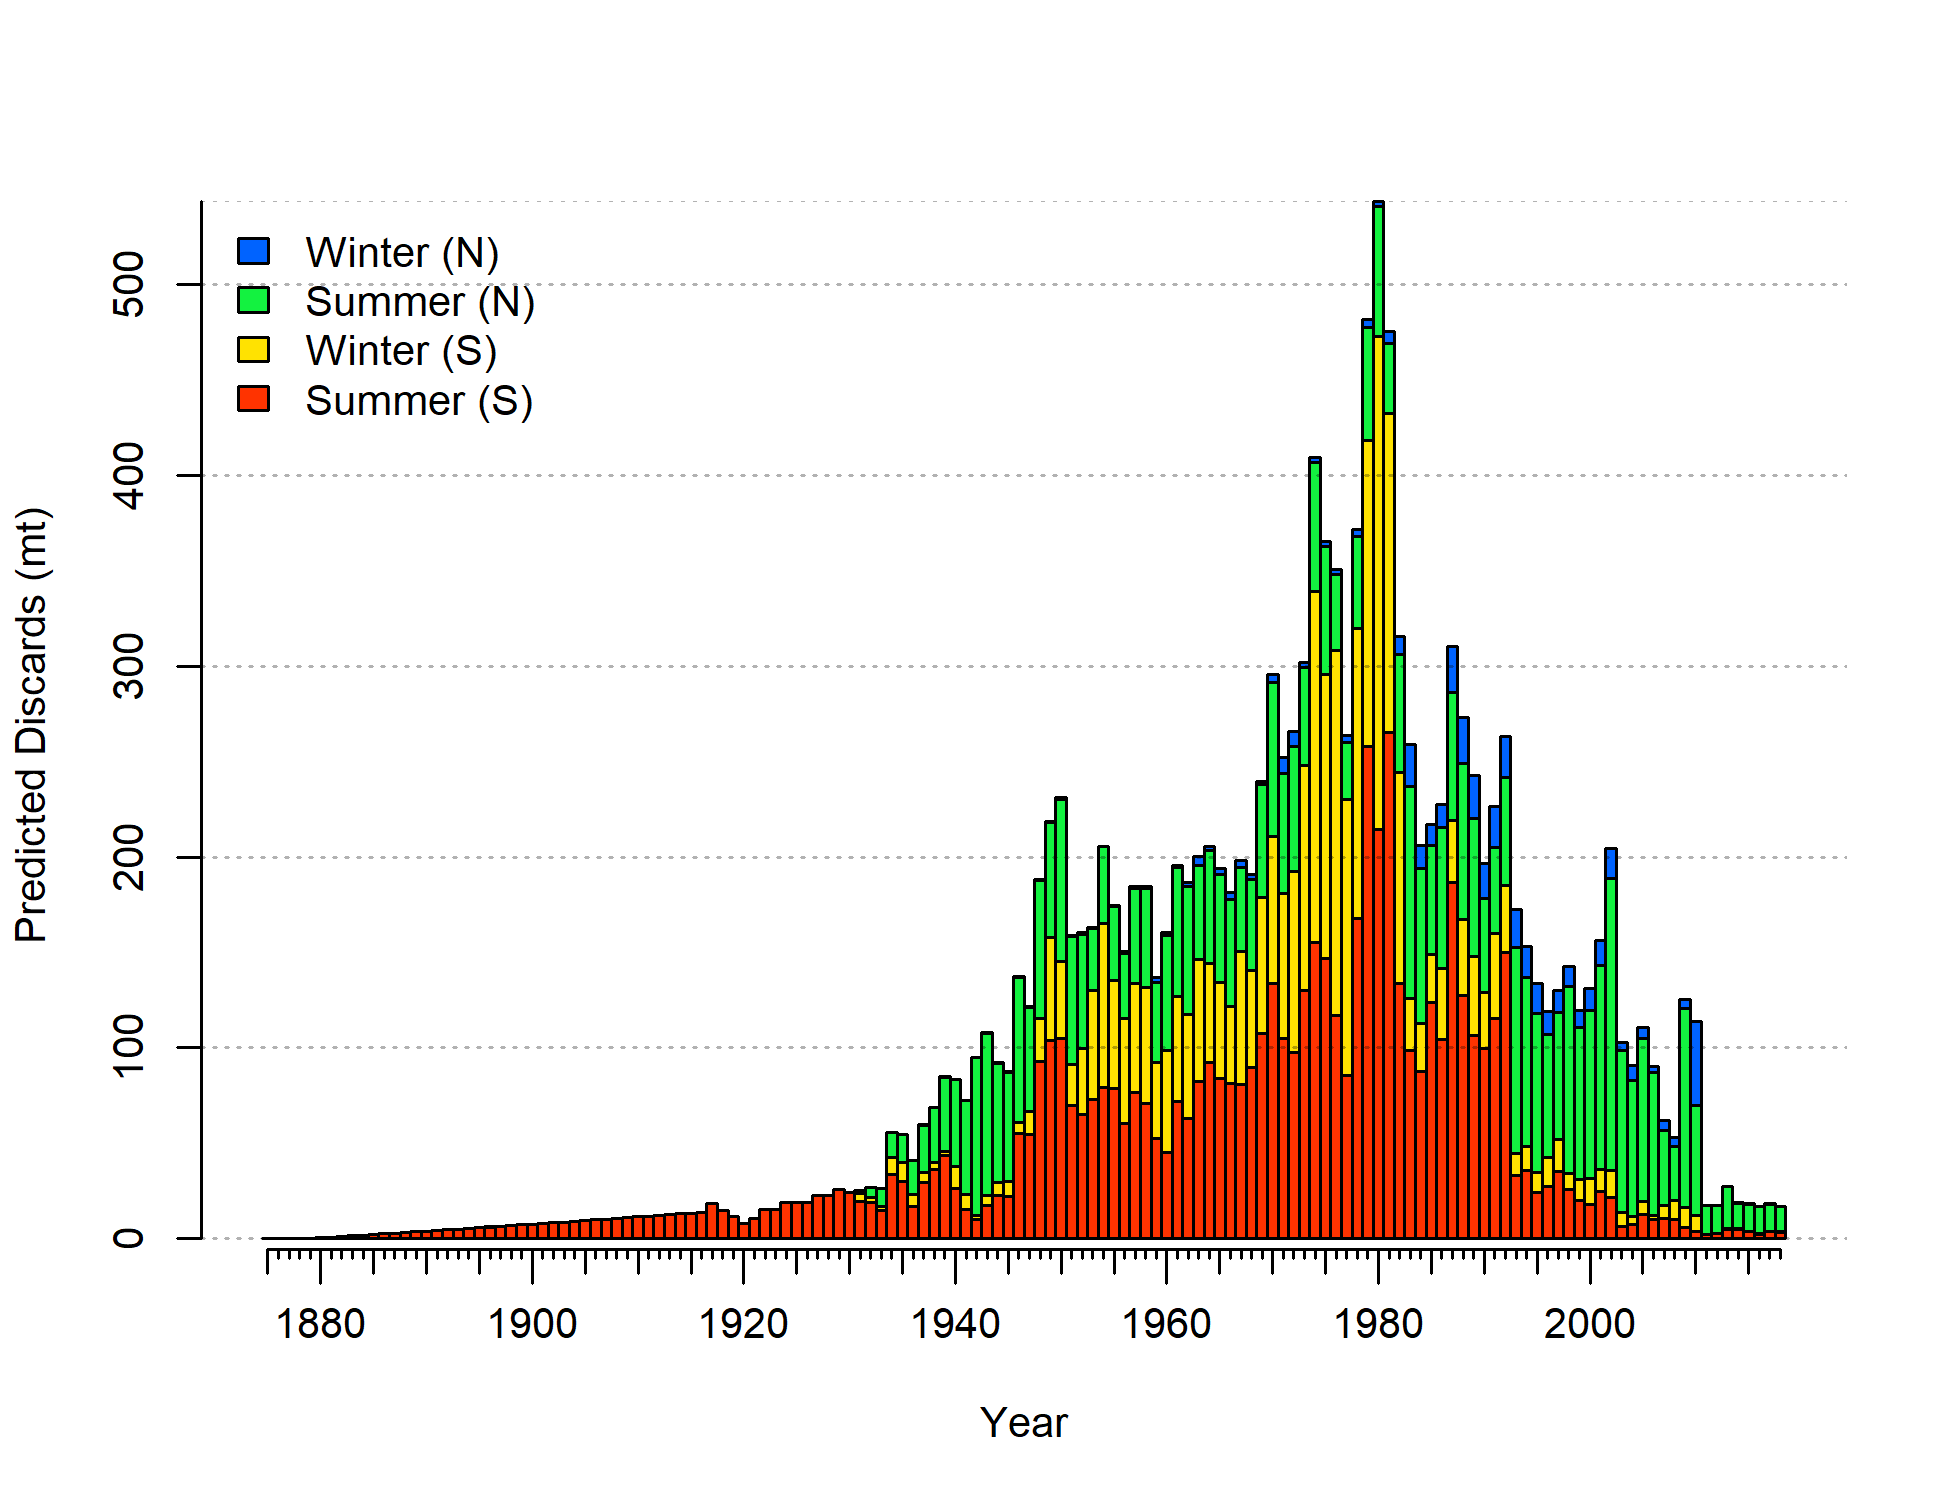 Winter (N)
Summer (N)
Winter (S)
Summer (S)
Predicted Discards (mt)
500
400
300
200
100
0
1880 1900 1920 1940 1960 1980 2000
Year